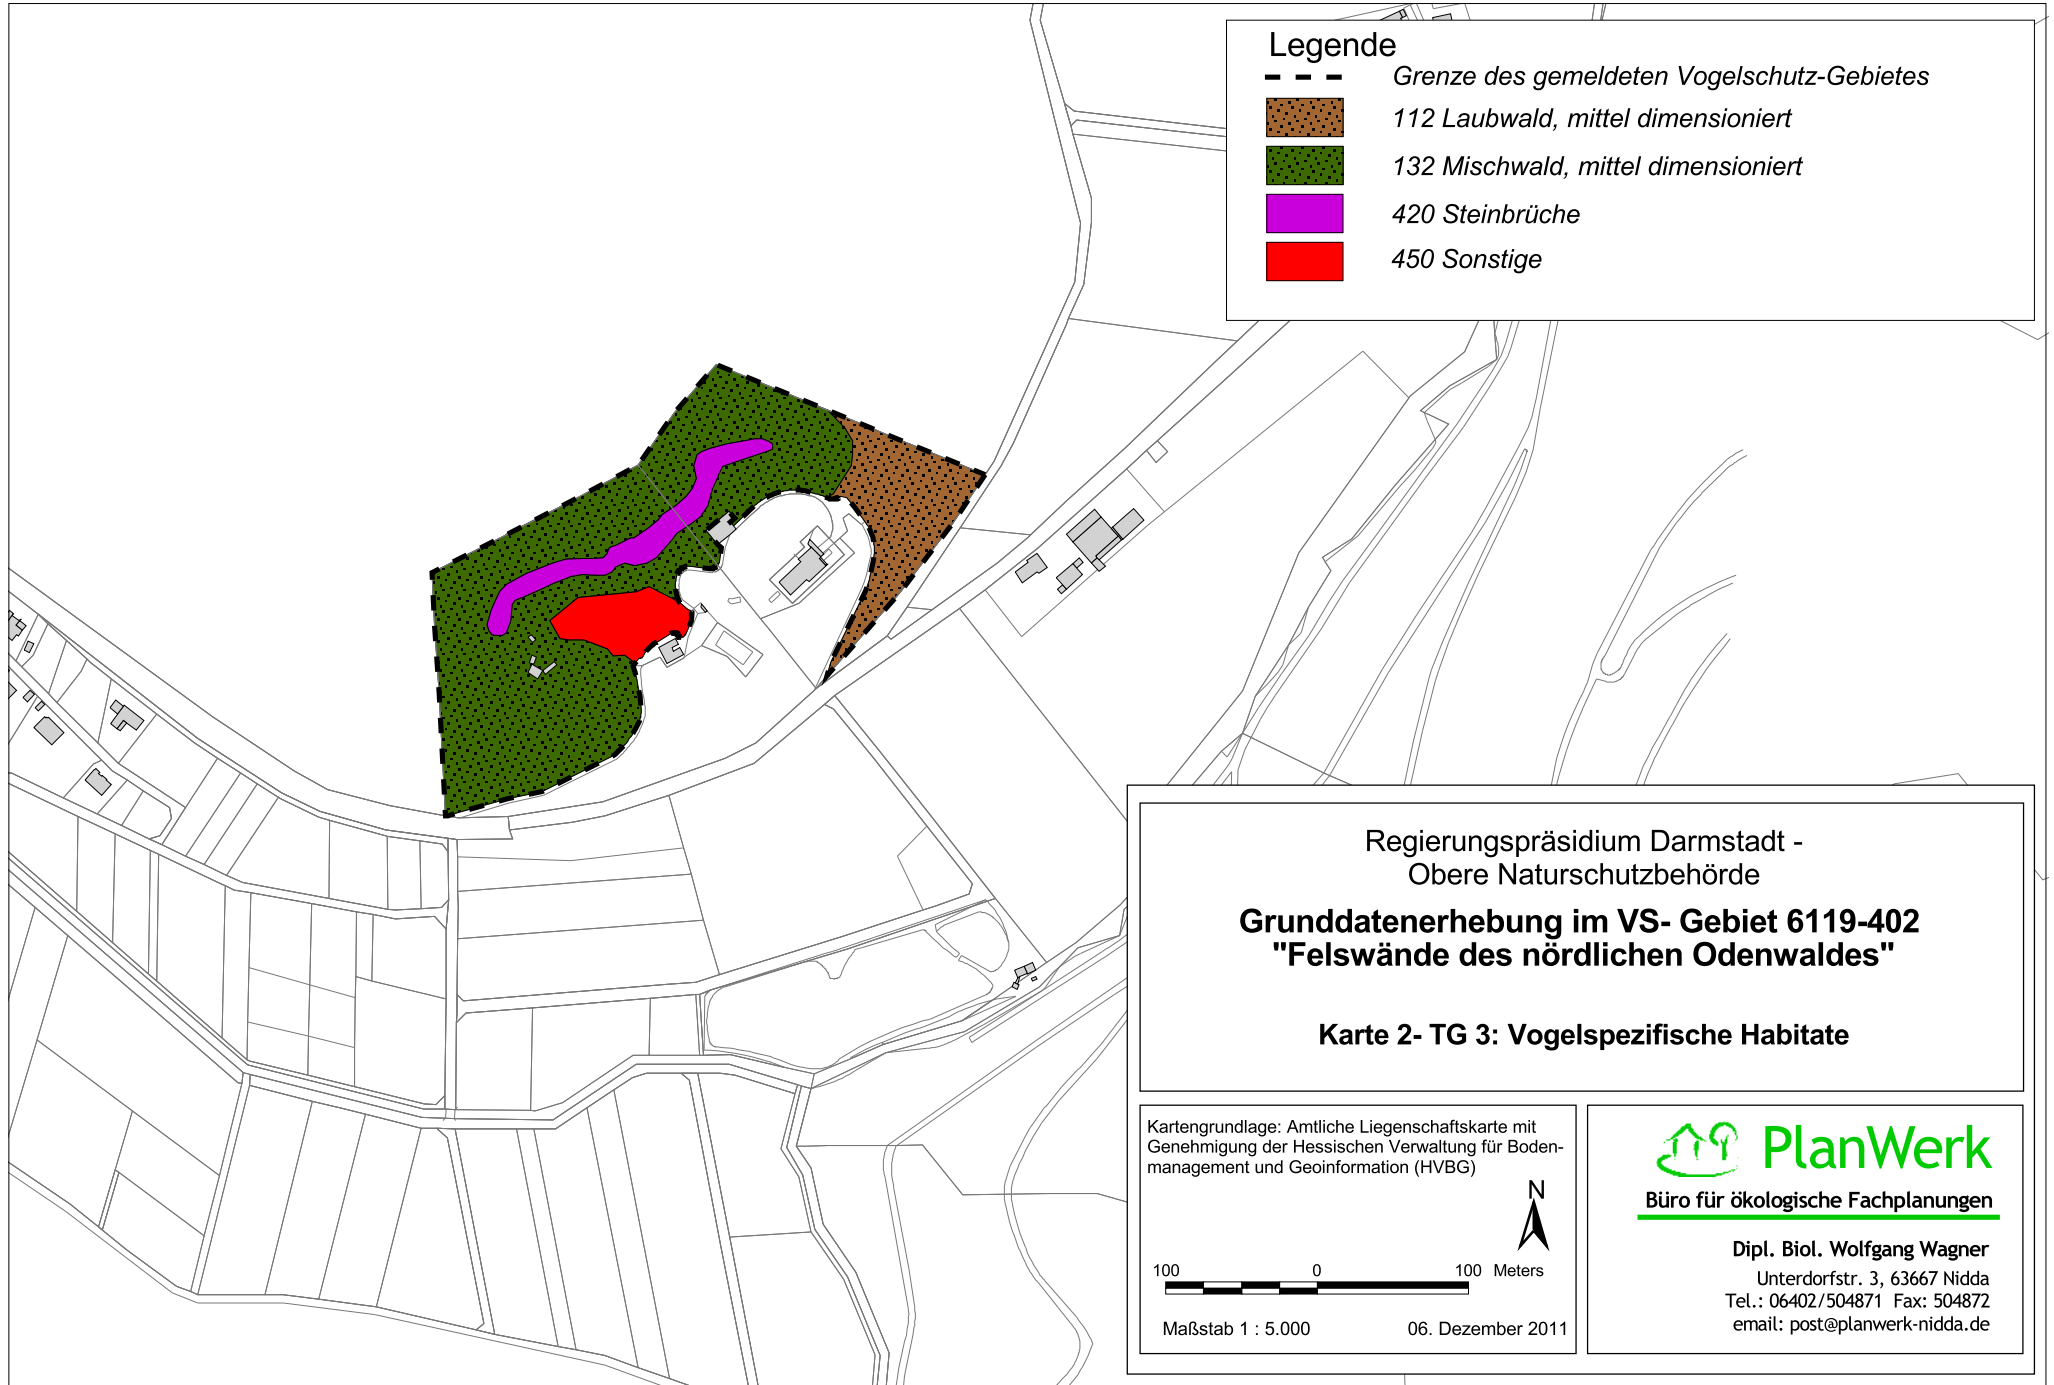 Legende
Grenze des gemeldeten Vogelschutz-Gebietes
112 Laubwald, mittel dimensioniert
132 Mischwald, mittel dimensioniert
420 Steinbrüche
450 Sonstige
Regierungspräsidium Darmstadt -
Obere Naturschutzbehörde
Grunddatenerhebung im VS- Gebiet 6119-402
"Felswände des nördlichen Odenwaldes"
Karte 2- TG 3: Vogelspezifische Habitate
Kartengrundlage: Amtliche Liegenschaftskarte mit
Genehmigung der Hessischen Verwaltung für Boden-
management und Geoinformation (HVBG)
N
100 0 100 Meters
Maßstab 1 : 5.000 06. Dezember 2011
PlanWerk
Büro für ökologische Fachplanungen
Dipl. Biol. Wolfgang Wagner
Unterdorfstr. 3, 63667 Nidda
Tel.: 06402/504871 Fax: 504872
email: post@planwerk-nidda.de